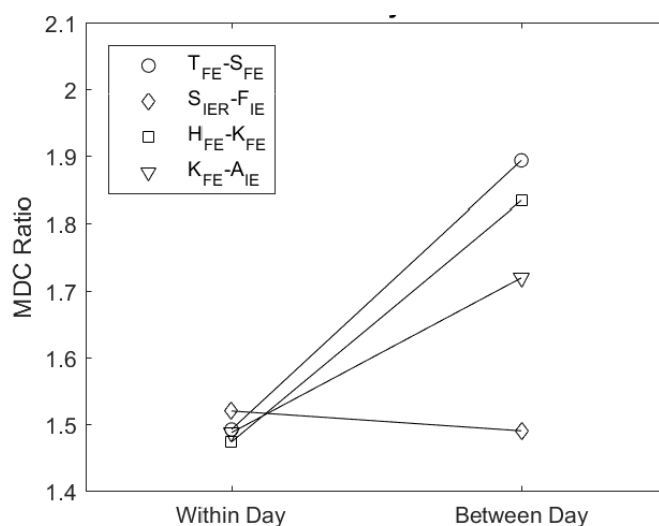 2.1
2
1.9
1.8
1.7
1.6
1.5
1.4
MDC Ratio
T_FE-S_FE
S_IER-F_IE
H_FE-K_FE
K_FE-A_IE
Within Day
Between Day